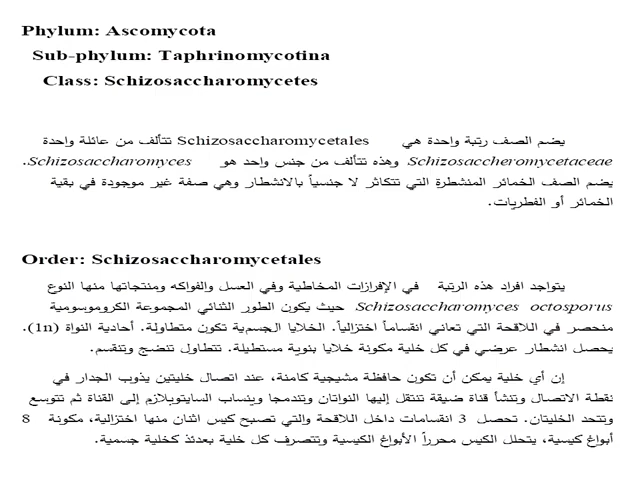 Phylum: Ascomycota
Sub-phylum: Taphrinomycotina
Class: Schizosaccharomycetes
يضم الصف رتبة واحدة هي Schizosaccharomycetales تتألف من عائلة واحدة
Schizosaccheromycetaceae وهذه تتألف من جنس واحد هو Schizosaccharomyces.
يضم الصف الخمائر المنشطرة التي تتكاثر لا جنسياً بالانشطار وهي صفة غير موجودة في بقية
الخمائر أو الفطريات.
Order: Schizosaccharomycetales
يتواجد افراد هذه الرتبة في الإفرازات المخاطية وفي العسل والفواكه ومنتجاتها منها النوع
Schizosaccharomyces octosporus حيث يكون الطور الثنائي المجموعة الكروموسومية
منحصر في اللاقحة التي تعاني انقساماً اختزالياً. الخلايا الجسمية تكون متطاولة. أحادية النواة (1n).
يحصل انشطار عرضي في كل خلية مكونة خلايا بنوية مستطيلة. تتطاول تنضج وتنقسم.
إن أي خلية يمكن أن تكون حافظة مشيجية كامنة، عند اتصال خليتين يذوب الجدار في
نقطة الاتصال وتنشأ قناة ضيقة تنتقل إليها النواتان وتندمجا وينساب السايتوبلازم إلى القناة ثم تتوسع
وتتحد الخليتان. تحصل 3 انقسامات داخل اللاقحة والتي تصبح كيس اثنان منها اختزالية، مكونة 8
أبواغ كيسية، يتحلل الكيس محرراً الأبواغ الكيسية وتتصرف كل خلية بعدئذ كخلية جسمية.